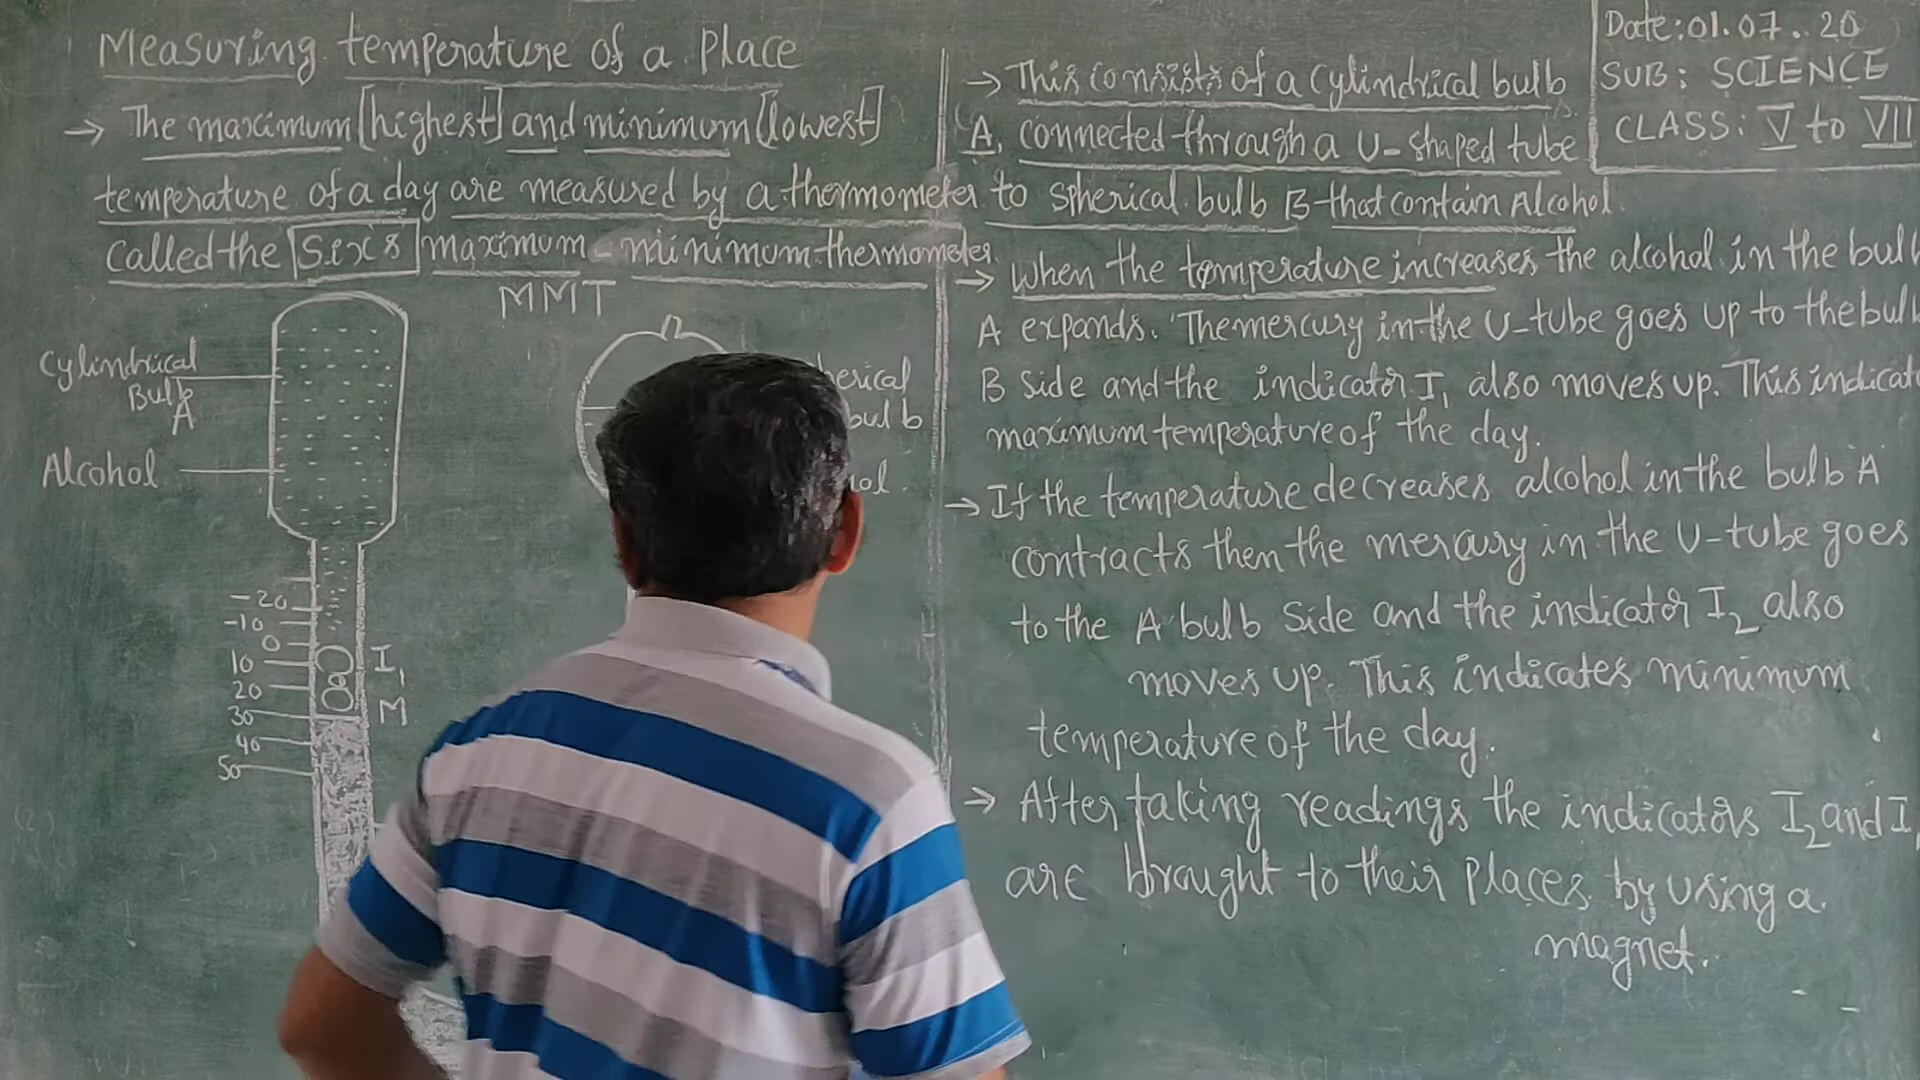 Measuring temperature of a place
→ The maximum [highest] and minimum [lowest]
temperature of a day are measured by a thermometer
called the Six's maximum - minimum thermometer.
MMT
Cylindrical
Bulb
A
Alcohol
-20
-10
0
10
20
30
40
50
I1
M
bulb
→ This consists of a cylindrical bulb
A, connected through a U-shaped tube
to spherical bulb B that contain Alcohol.
→ When the temperature increases the alcohol in the bulb
A expands. The mercury in the U-tube goes up to the bulb
B side and the indicator I1 also moves up. This
maximum temperature of the day.
→ If the temperature decreases alcohol in the bulb A
contracts then the mercury in the U-tube goes
to the A bulb side and the indicator I2 also
moves up. This indicates minimum
temperature of the day.
→ After taking readings the indicators I2 and I1
are brought to their places by using a
magnet.
Date: 01.07.20
SUB: SCIENCE
CLASS: V to VII